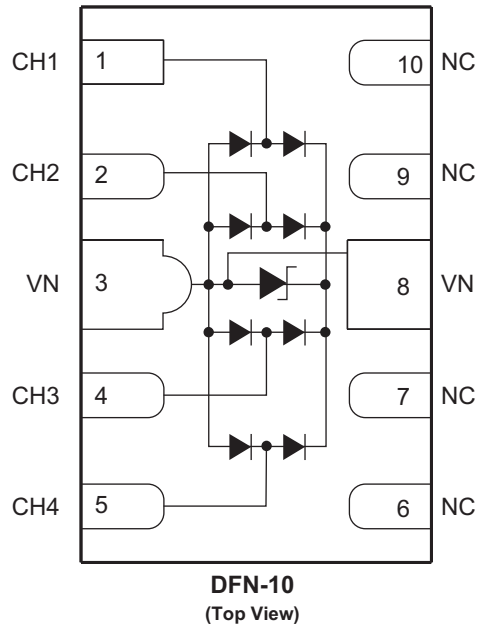 CH1 1 10 NC
CH2 2 9 NC
VN 3 8 VN
CH3 4 7 NC
CH4 5 6 NC
DFN-10
(Top View)